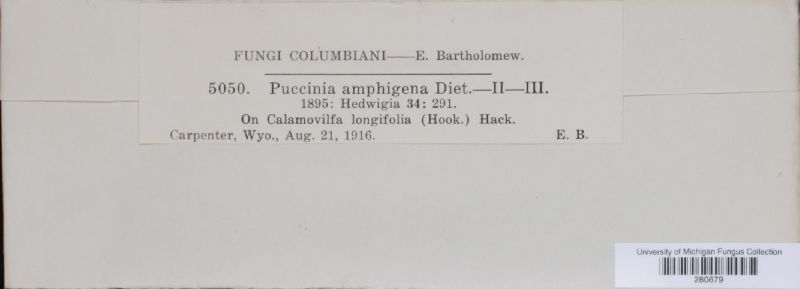 FUNGI COLUMBIANI——E. Bartholomew.
5050. Puccinia amphigena Diet.—II—III.
1895: Hedwigia 34: 291.
On Calamovilfa longifolia (Hook.) Hack.
Carpenter, Wyo., Aug. 21, 1916. E. B.
University of Michigan Fungus Collection
280679